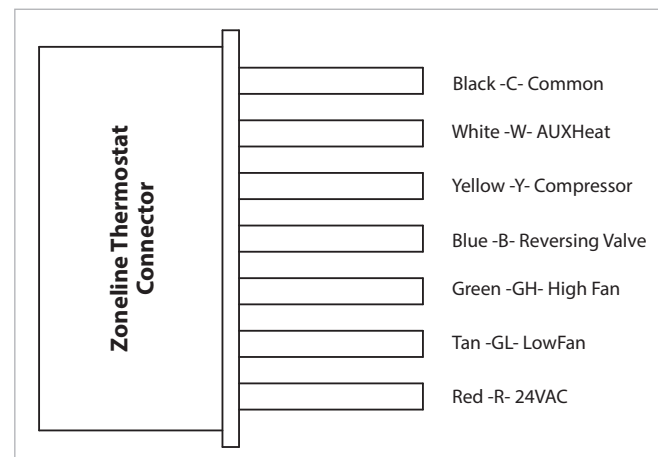 Zoneline Thermostat
Connector
Black -C- Common
White -W- AUXHeat
Yellow -Y- Compressor
Blue -B- Reversing Valve
Green -GH- High Fan
Tan -GL- LowFan
Red -R- 24VAC